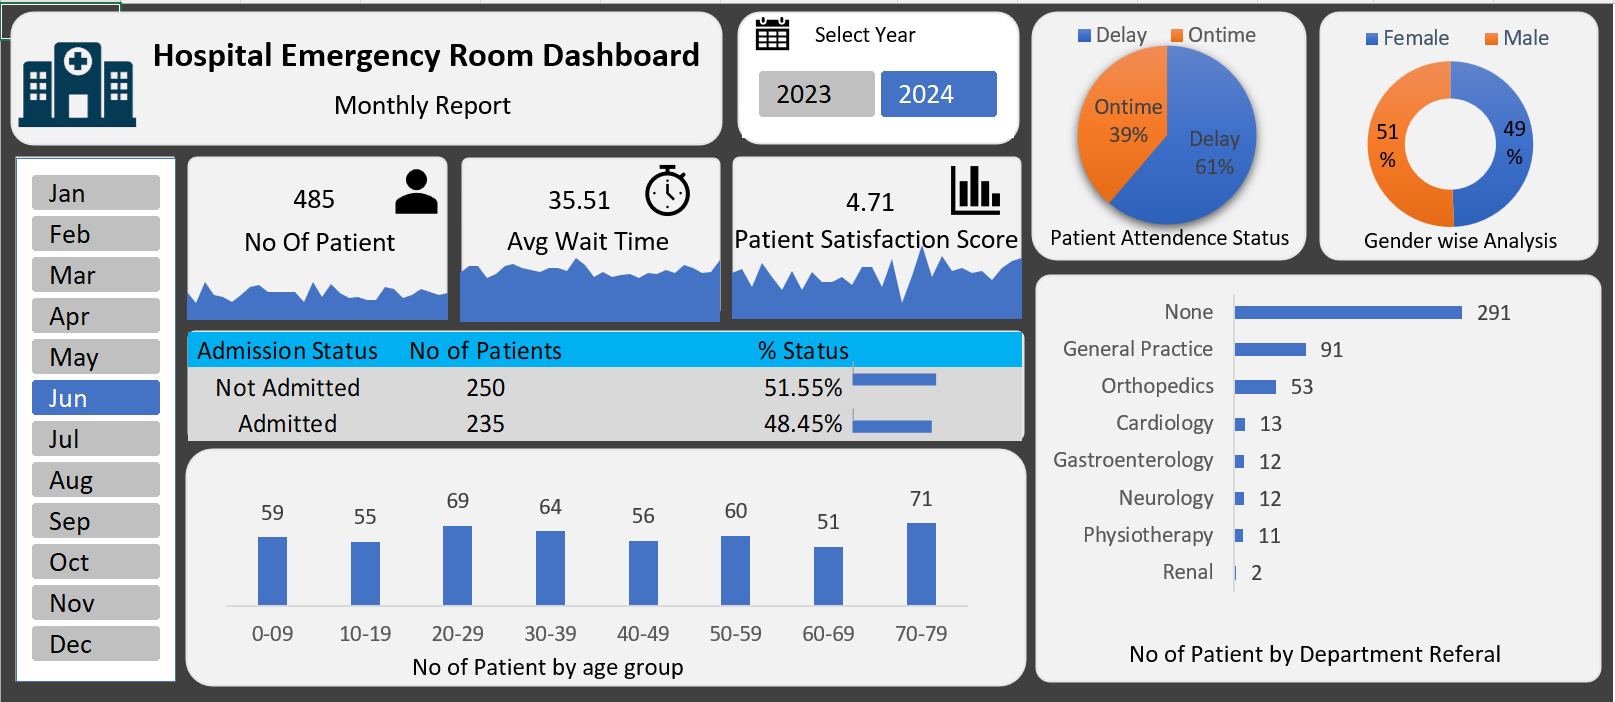 Hospital Emergency Room Dashboard
Monthly Report
Select Year
2023
2024
Jan
Feb
Mar
Apr
May
Jun
Jul
Aug
Sep
Oct
Nov
Dec
485
No Of Patient
35.51
Avg Wait Time
4.71
Patient Satisfaction Score
Delay Ontime
Ontime
39%
Delay
61%
Patient Attendence Status
Female Male
51
%
49
%
Gender wise Analysis
Admission Status No of Patients % Status
Not Admitted 250 51.55%
Admitted 235 48.45%
59 55 69 64 56 60 51 71
0-09 10-19 20-29 30-39 40-49 50-59 60-69 70-79
No of Patient by age group
None 291
General Practice 91
Orthopedics 53
Cardiology 13
Gastroenterology 12
Neurology 12
Physiotherapy 11
Renal 2
No of Patient by Department Referal